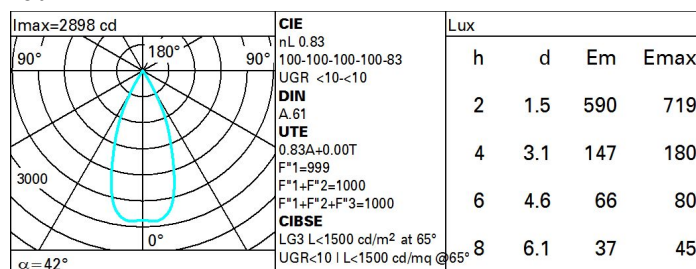 Imax=2898 cd
90° 180° 90°
3000
0°
α=42°
CIE
nL 0.83
100-100-100-100-83
UGR <10-<10
DIN
A.61
UTE
0.83A+0.00T
F"1=999
F"1+F"2=1000
F"1+F"2+F"3=1000
CIBSE
LG3 L<1500 cd/m² at 65°
UGR<10 | L<1500 cd/mq @65°
Lux
h d Em Emax
2 1.5 590 719
4 3.1 147 180
6 4.6 66 80
8 6.1 37 45